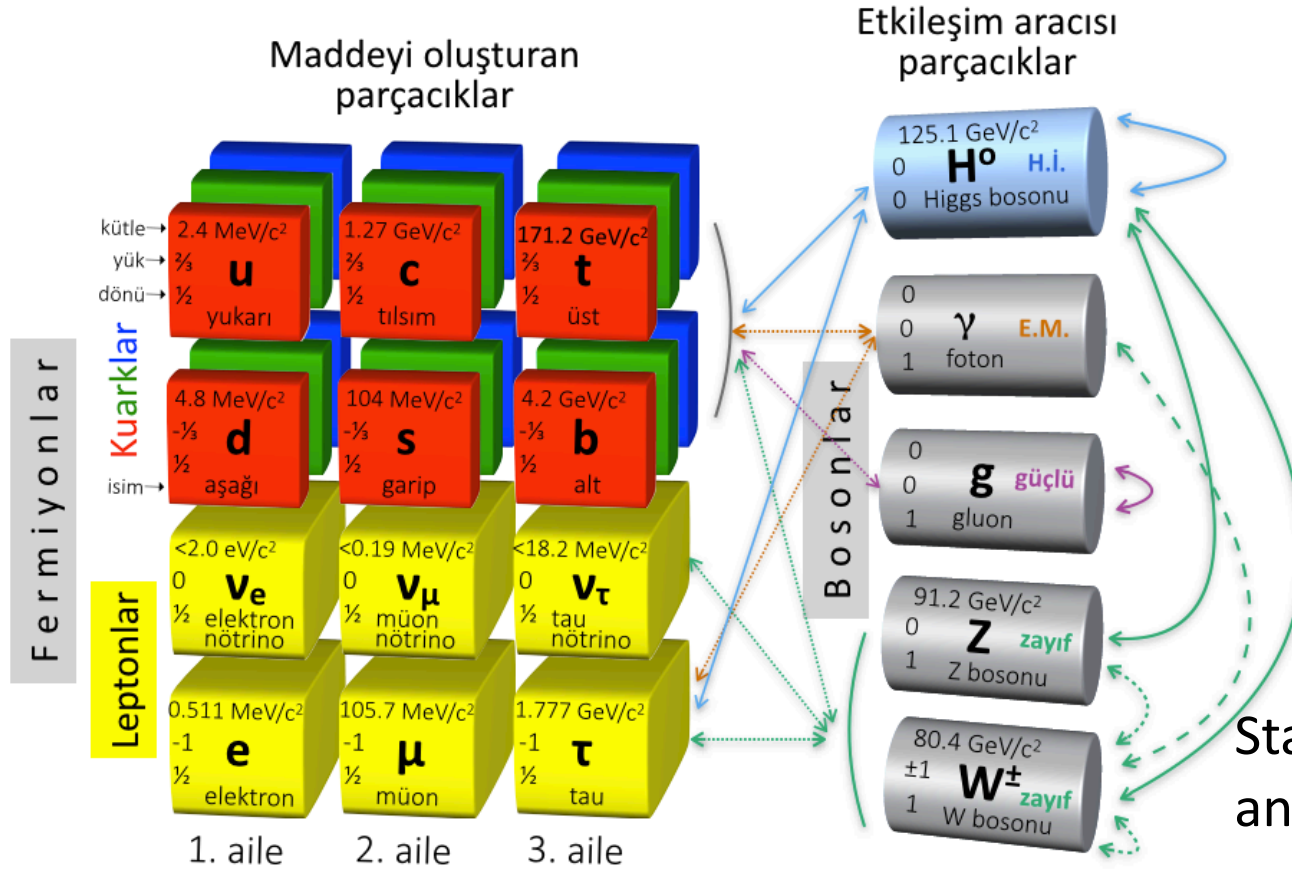 Maddeyi oluşturan
parçacıklar
Etkileşim aracısı
parçacıklar
kütle
yük
dönü
isim
Fermiyonlar
Kuarklar
Leptonlar
Bosonlar
2.4 MeV/c²
⅔
u
½
yukarı
1.27 GeV/c²
⅔
c
½
tılsım
171.2 GeV/c²
⅔
t
½
üst
4.8 MeV/c²
-⅓
d
½
aşağı
104 MeV/c²
-⅓
s
½
garip
4.2 GeV/c²
-⅓
b
½
alt
<2.0 eV/c²
0
νe
½
elektron
nötrino
<0.19 MeV/c²
0
νμ
½
müon
nötrino
<18.2 MeV/c²
0
ντ
½
tau
nötrino
0.511 MeV/c²
-1
e
½
elektron
105.7 MeV/c²
-1
μ
½
müon
1.777 GeV/c²
-1
τ
½
tau
1. aile
2. aile
3. aile
125.1 GeV/c²
0
H⁰ H.İ.
0
Higgs bosonu
0
0
γ E.M.
1
foton
0
0
g güçlü
1
gluon
91.2 GeV/c²
0
Z zayıf
1
Z bosonu
80.4 GeV/c²
±1
W± zayıf
1
W bosonu
Sta
an